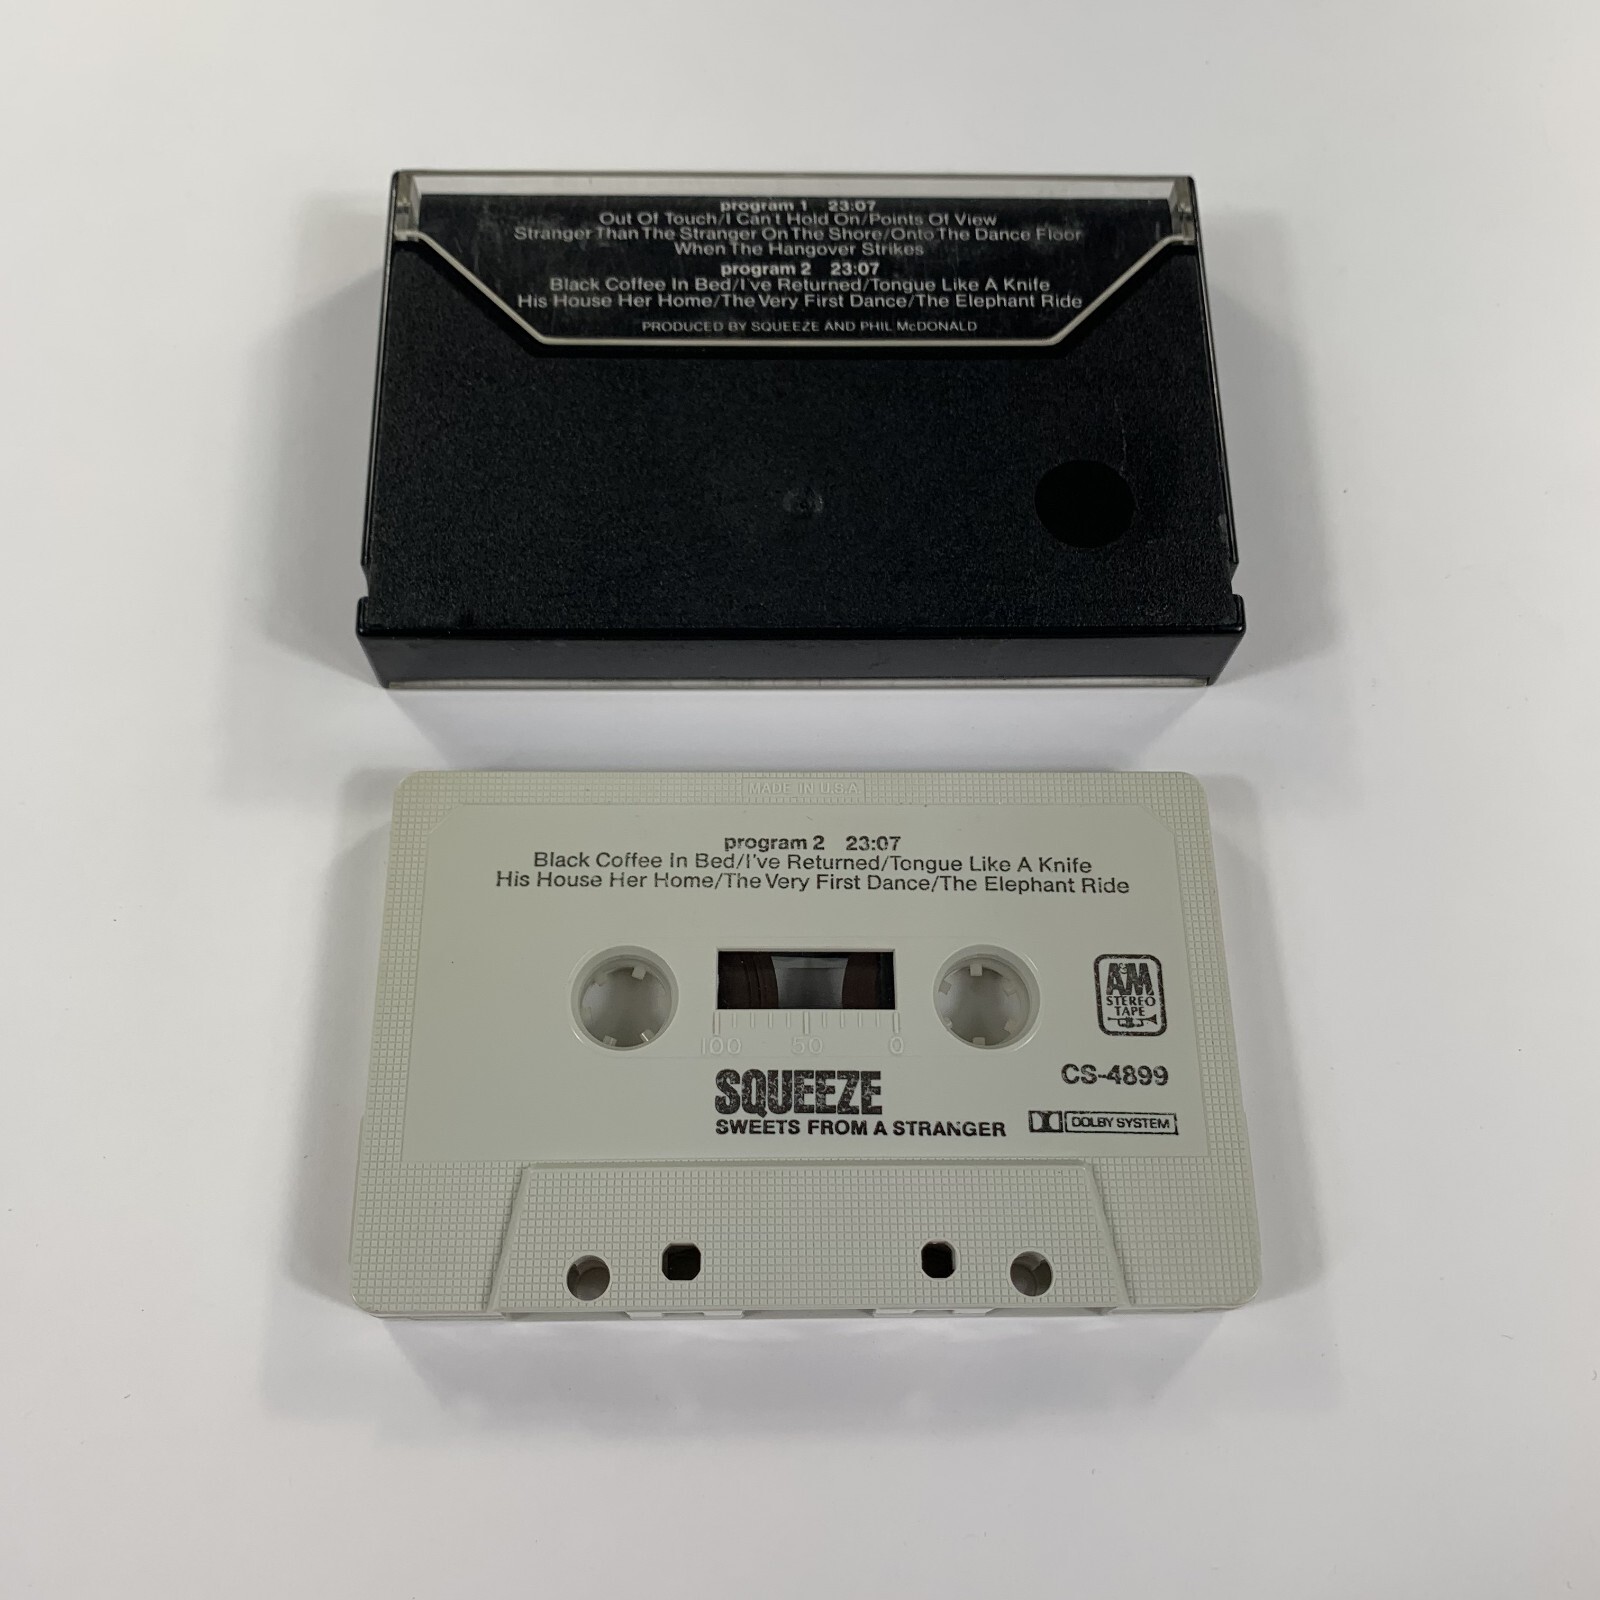 program 1 23:07
Out Of Touch/I Can't Hold On/Points Of View
Stranger Than The Stranger On The Shore/Onto The Dance Floor
When The Hangover Strikes
program 2 23:07
Black Coffee In Bed/I've Returned/Tongue Like A Knife
His House Her Home/The Very First Dance/The Elephant Ride
PRODUCED BY SQUEEZE AND PHIL McDONALD
MADE IN U.S.A.
program 2 23:07
Black Coffee In Bed/I've Returned/Tongue Like A Knife
His House Her Home/The Very First Dance/The Elephant Ride
A&M
STEREO
TAPE
100 50 0
SQUEEZE
CS-4899
SWEETS FROM A STRANGER
DOLBY SYSTEM